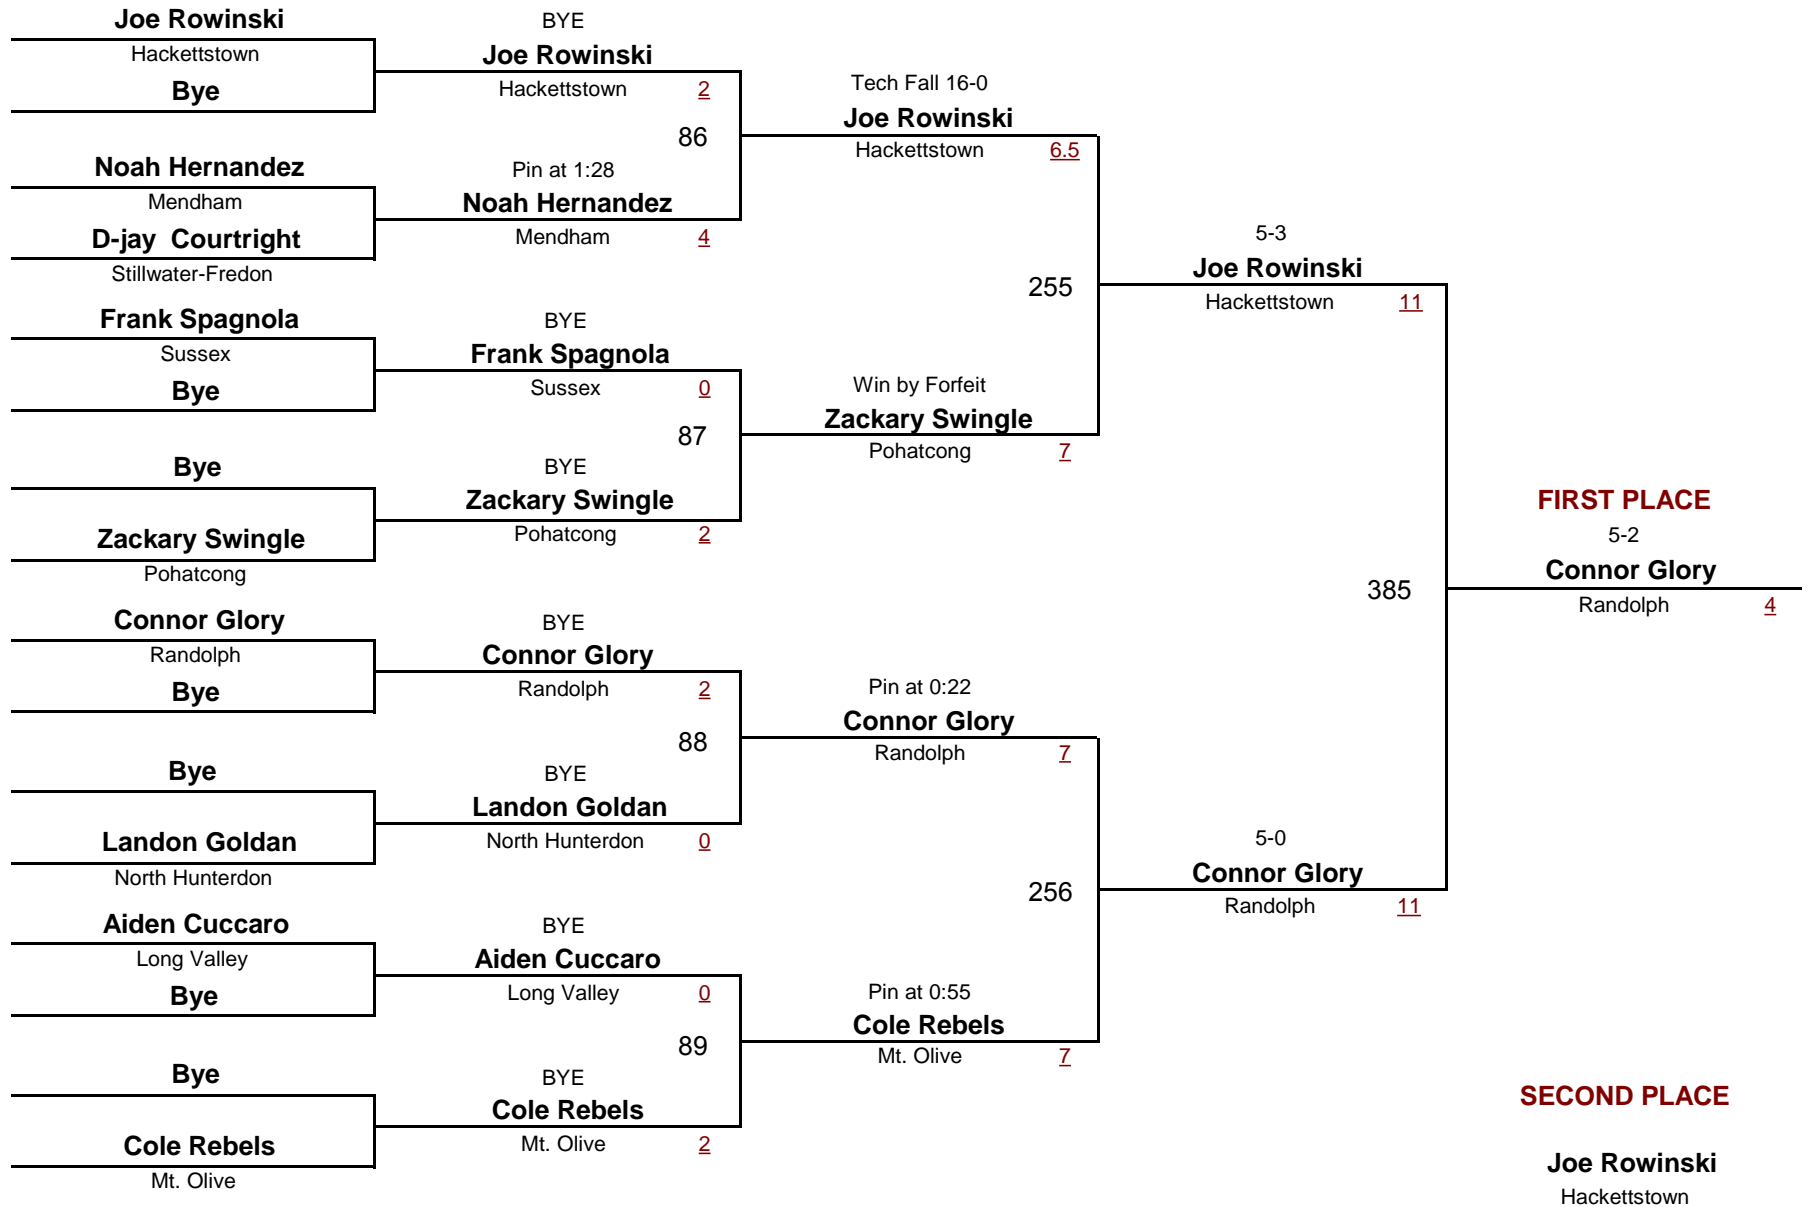 Joe Rowinski
Hackettstown
Bye
Noah Hernandez
Mendham
D-jay  Courtright
Stillwater-Fredon
Frank Spagnola
Sussex
Bye
Bye
Zackary Swingle
Pohatcong
Connor Glory
Randolph
Bye
Bye
Landon Goldan
North Hunterdon
Aiden Cuccaro
Long Valley
Bye
Bye
Cole Rebels
Mt. Olive
BYE
Joe Rowinski
Hackettstown 2
86
Pin at 1:28
Noah Hernandez
Mendham 4
BYE
Frank Spagnola
Sussex 0
87
BYE
Zackary Swingle
Pohatcong 2
BYE
Connor Glory
Randolph 2
88
BYE
Landon Goldan
North Hunterdon 0
BYE
Aiden Cuccaro
Long Valley 0
89
BYE
Cole Rebels
Mt. Olive 2
Tech Fall 16-0
Joe Rowinski
Hackettstown 6.5
255
Win by Forfeit
Zackary Swingle
Pohatcong 7
Pin at 0:22
Connor Glory
Randolph 7
256
Pin at 0:55
Cole Rebels
Mt. Olive 7
5-3
Joe Rowinski
Hackettstown 11
385
5-0
Connor Glory
Randolph 11
FIRST PLACE
5-2
Connor Glory
Randolph 4
SECOND PLACE
Joe Rowinski
Hackettstown